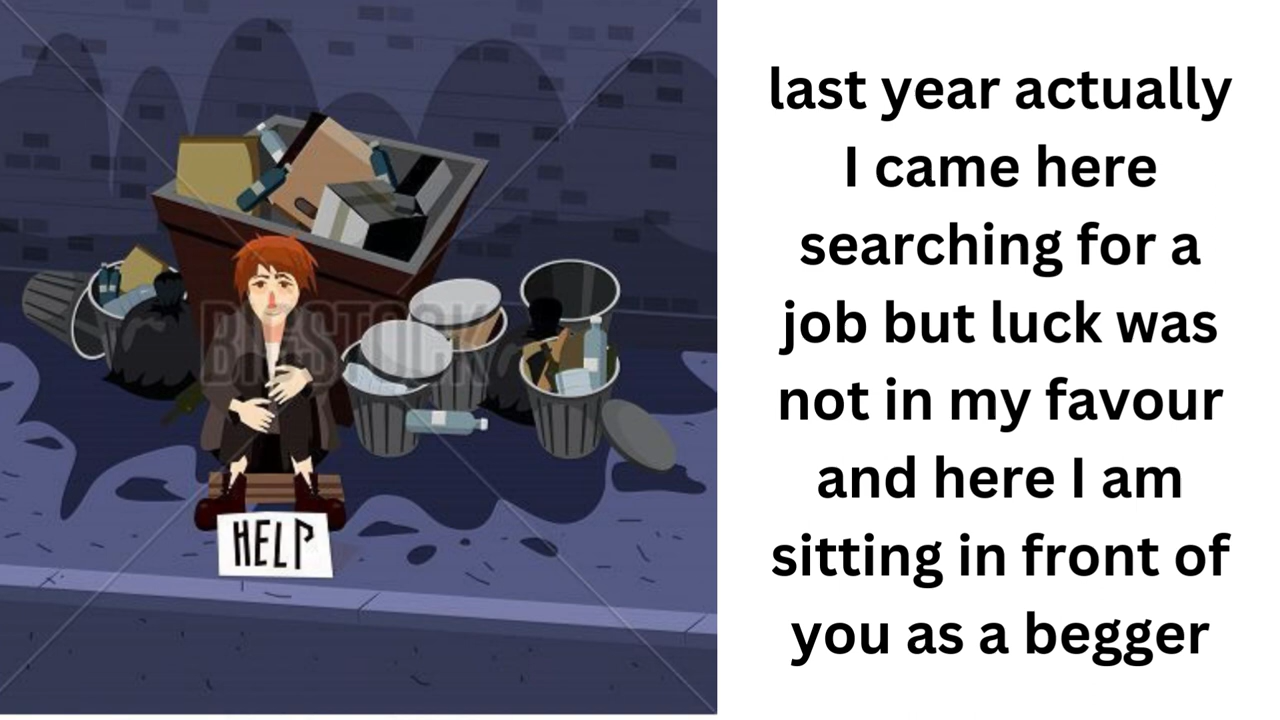 last year actually
I came here
searching for a
job but luck was
not in my favour
and here I am
sitting in front of
you as a begger
BIGSTOCK
HELP